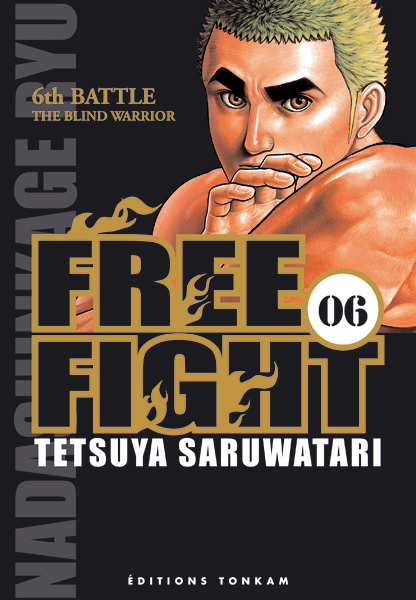 NADASHINKAGE RYU
6th BATTLE
THE BLIND WARRIOR
FREE
06
FIGHT
TETSUYA SARUWATARI
ÉDITIONS TONKAM